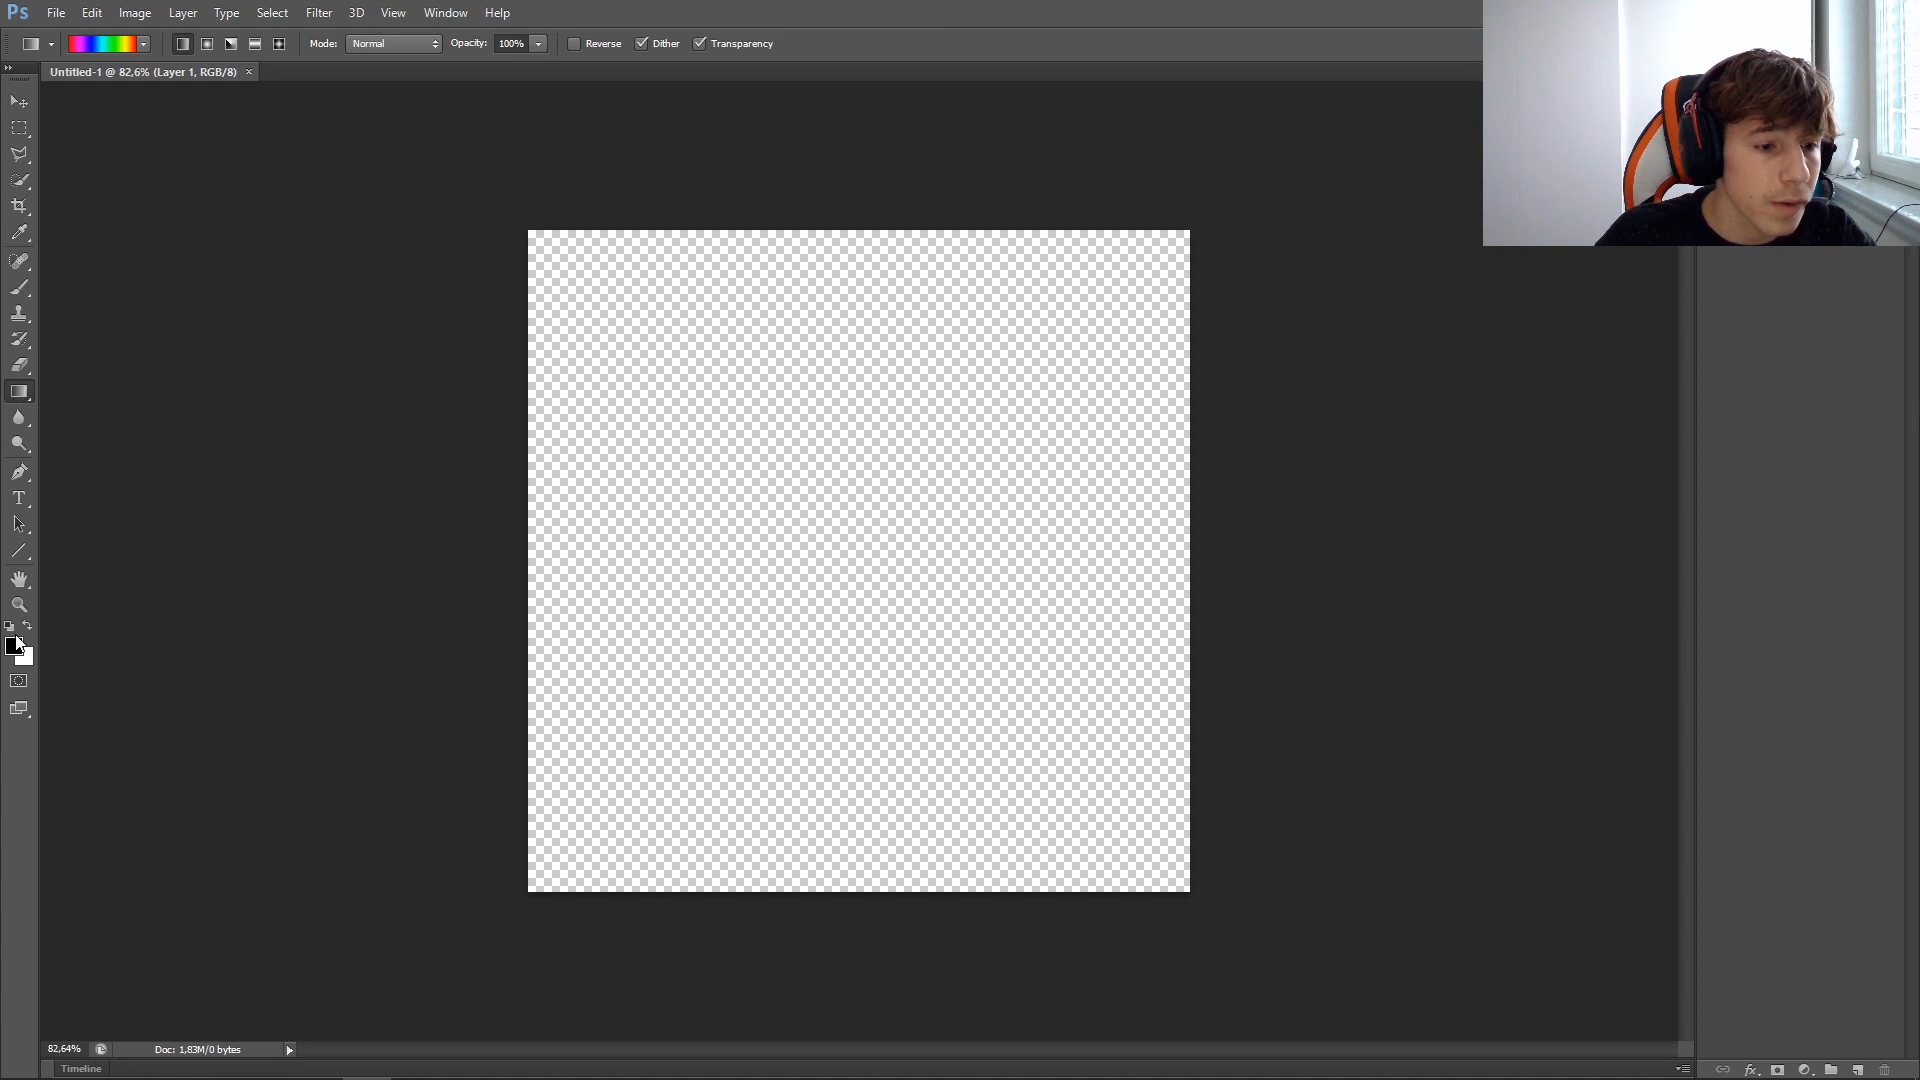 Ps File Edit Image Layer Type Select Filter 3D View Window Help
Mode: Normal Opacity: 100% Reverse Dither Transparency
Untitled-1 @ 82,6% (Layer 1, RGB/8) ×
T
82,64% Doc: 1,83M/0 bytes
Timeline
fx